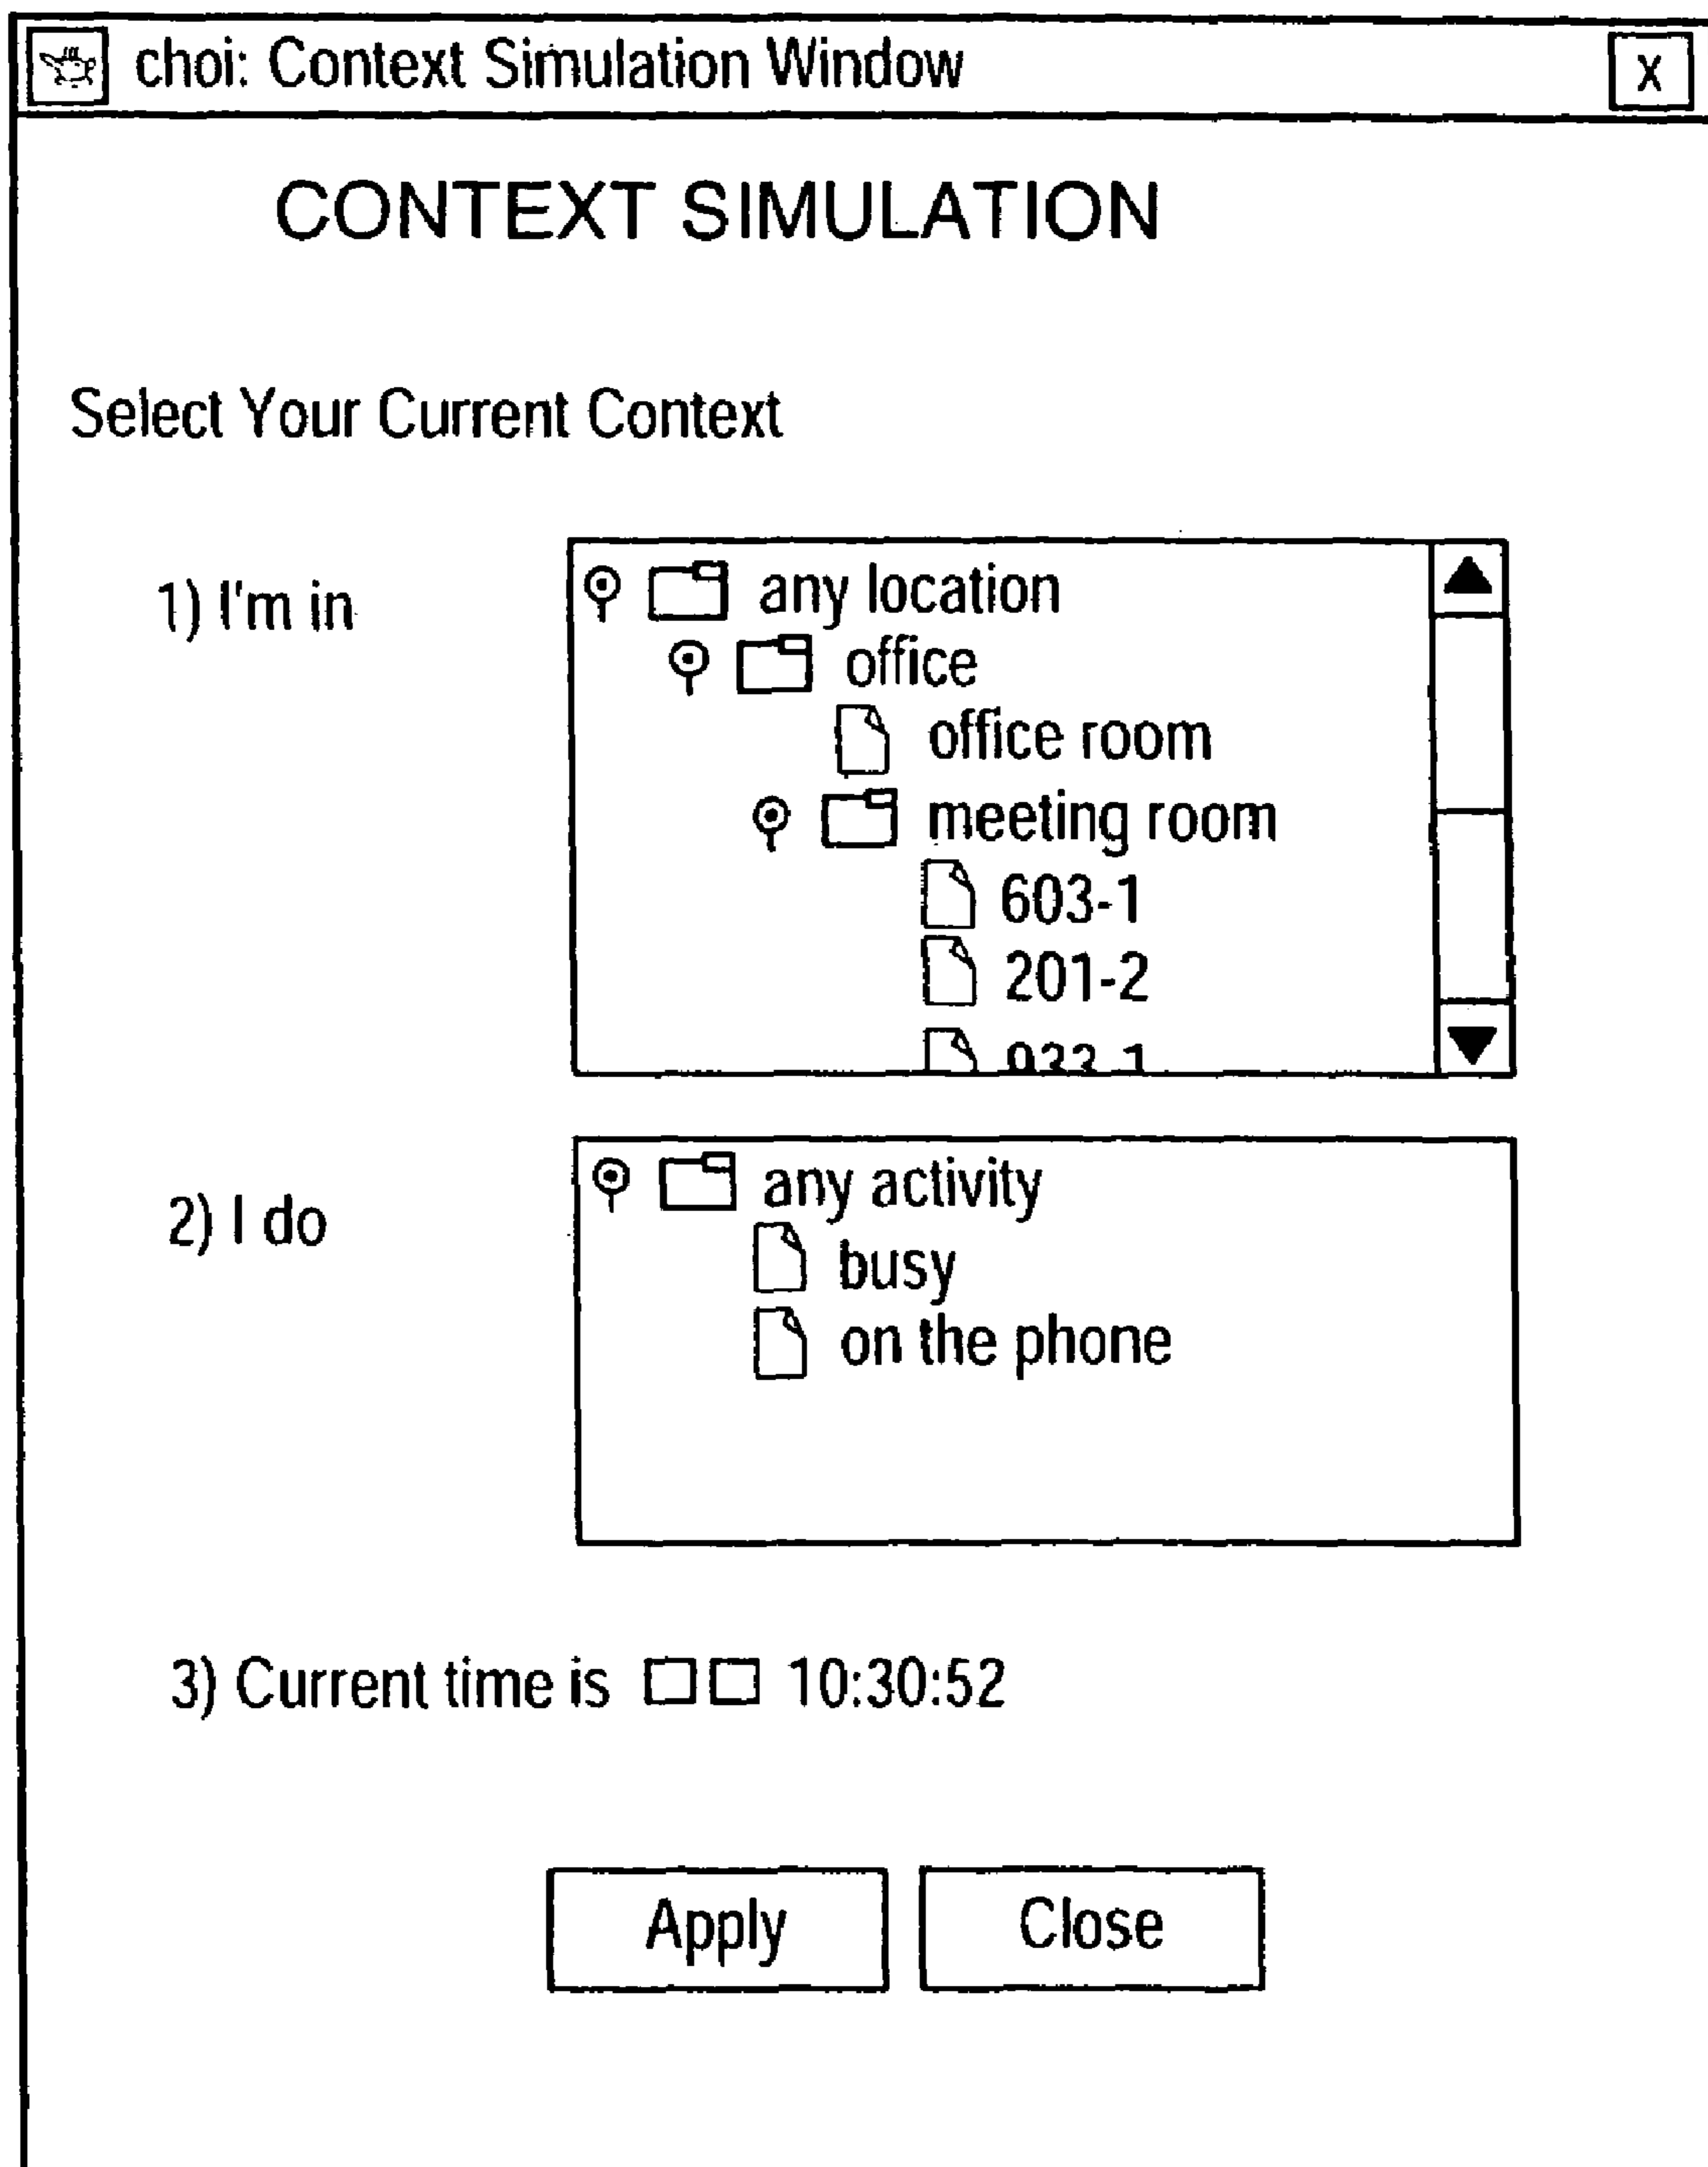 choi: Context Simulation Window X
CONTEXT SIMULATION
Select Your Current Context
1) I'm in
any location
office
office room
meeting room
603-1
201-2
933-1
2) I do
any activity
busy
on the phone
3) Current time is □□ 10:30:52
Apply Close